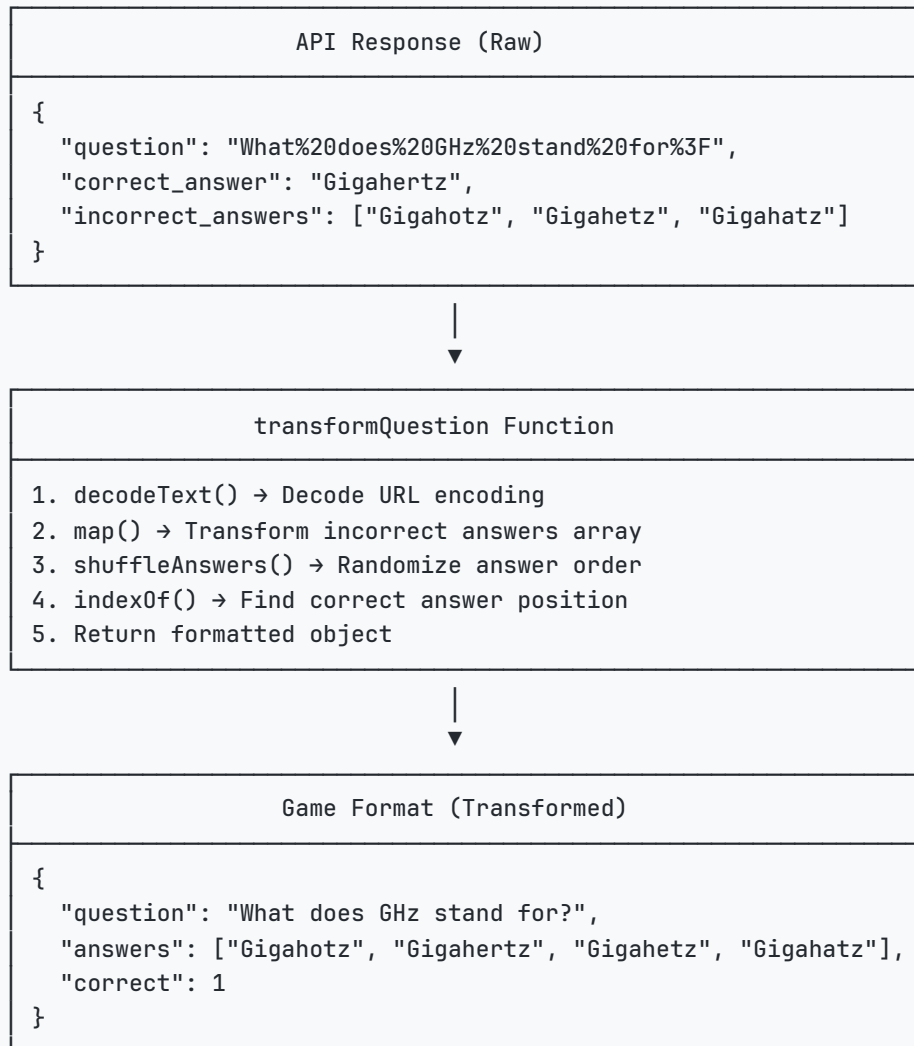 API Response (Raw)
{
"question": "What%20does%20GHz%20stand%20for%3F",
"correct_answer": "Gigahertz",
"incorrect_answers": ["Gigahotz", "Gigahetz", "Gigahatz"]
}
transformQuestion Function
1. decodeText() → Decode URL encoding
2. map() → Transform incorrect answers array
3. shuffleAnswers() → Randomize answer order
4. indexOf() → Find correct answer position
5. Return formatted object
Game Format (Transformed)
{
"question": "What does GHz stand for?",
"answers": ["Gigahotz", "Gigahertz", "Gigahetz", "Gigahatz"],
"correct": 1
}